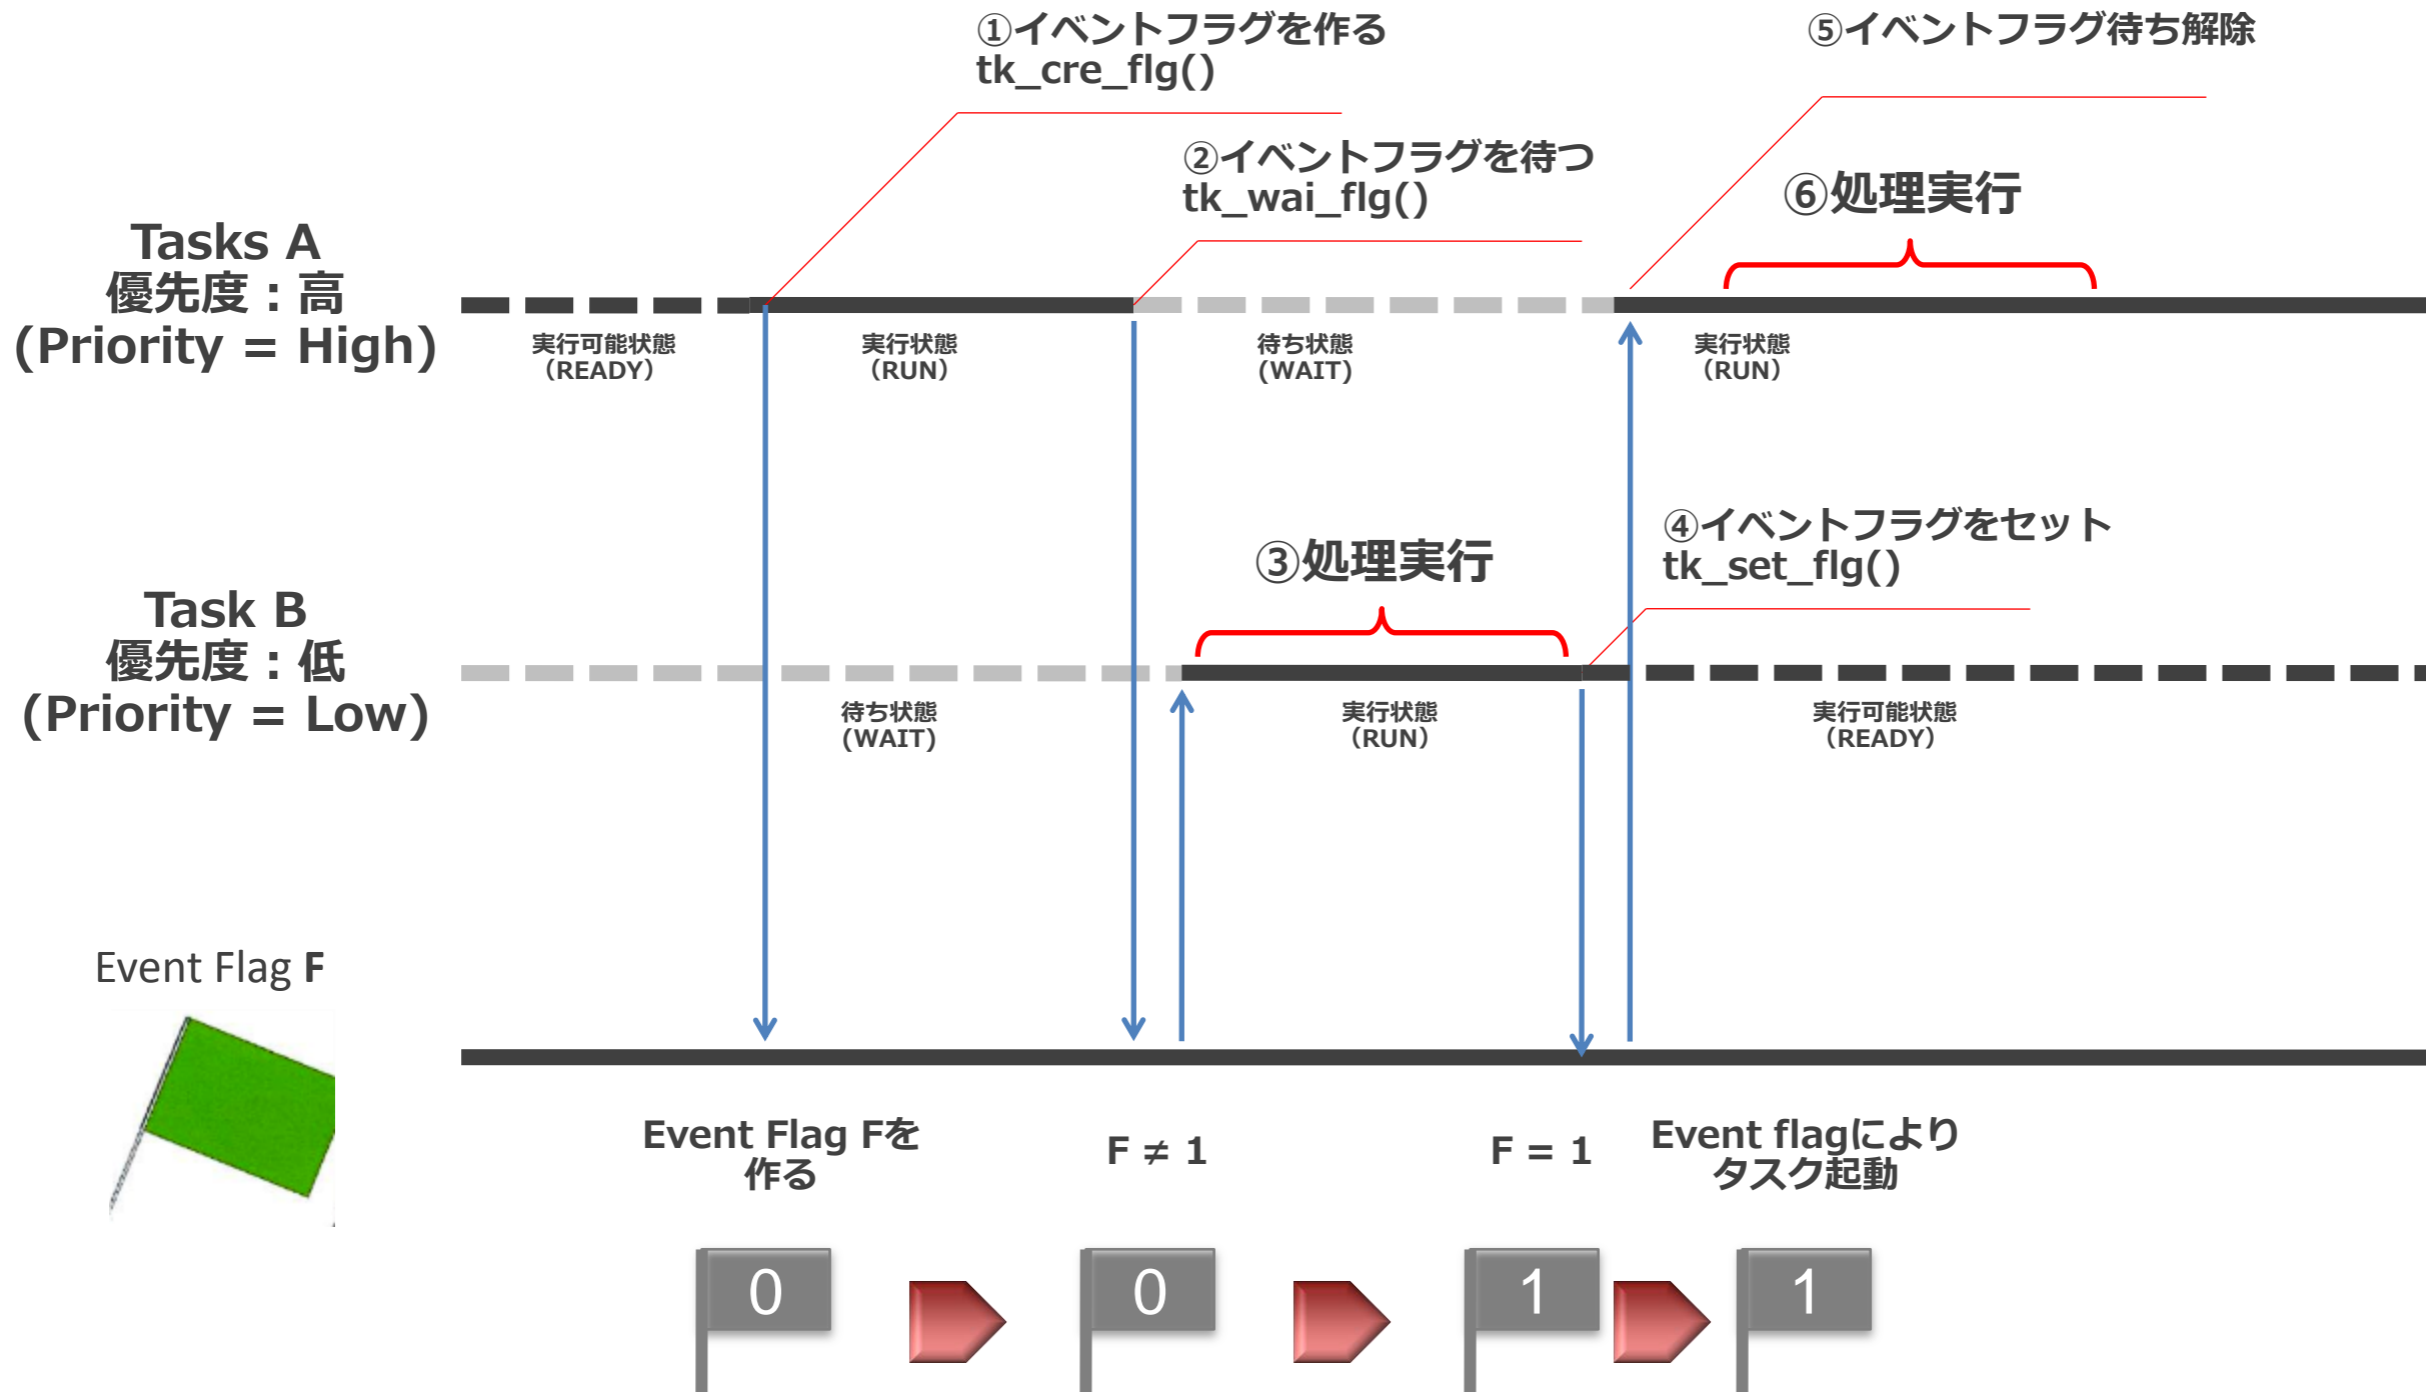 ①イベントフラグを作る
tk_cre_flg()
⑤イベントフラグ待ち解除
②イベントフラグを待つ
tk_wai_flg()
⑥処理実行
Tasks A
優先度：高
(Priority = High)
実行可能状態
（READY）
実行状態
（RUN）
待ち状態
(WAIT)
実行状態
（RUN）
④イベントフラグをセット
tk_set_flg()
③処理実行
Task B
優先度：低
(Priority = Low)
待ち状態
(WAIT)
実行状態
（RUN）
実行可能状態
（READY）
Event Flag F
Event Flag Fを
作る
F ≠ 1
F = 1
Event flagにより
タスク起動
0
0
1
1